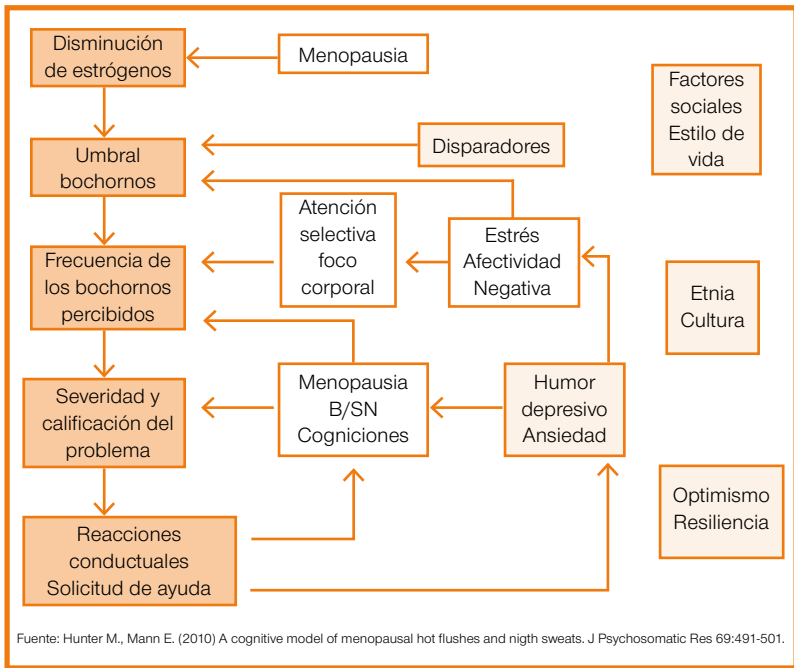 Disminución
de estrógenos
Menopausia
Factores
sociales
Estilo de
vida
Umbral
bochornos
Disparadores
Atención
selectiva
foco
corporal
Estrés
Afectividad
Negativa
Frecuencia de
los bochornos
percibidos
Etnia
Cultura
Severidad y
calificación del
problema
Menopausia
B/SN
Cogniciones
Humor
depresivo
Ansiedad
Optimismo
Resiliencia
Reacciones
conductuales
Solicitud de ayuda
Fuente: Hunter M., Mann E. (2010) A cognitive model of menopausal hot flushes and nigth sweats. J Psychosomatic Res 69:491-501.